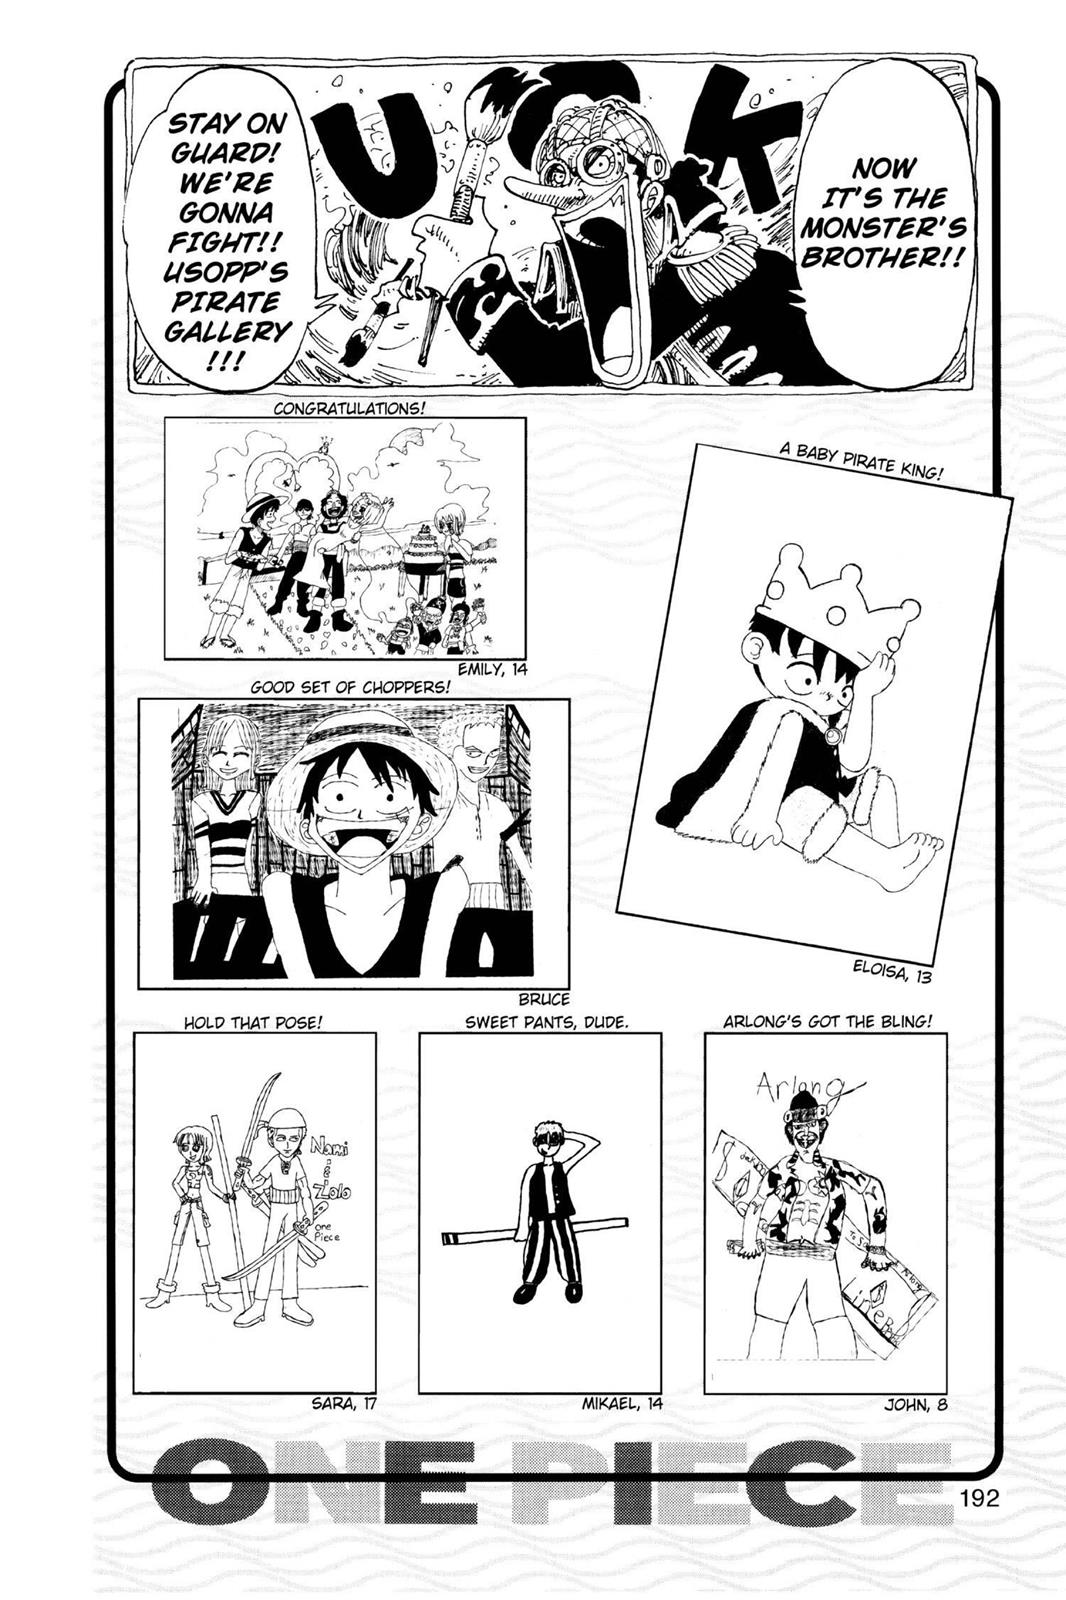 STAY ON
GUARD!
WE'RE
GONNA
FIGHT!!
USOPP'S
PIRATE
GALLERY
!!!
NOW
IT'S THE
MONSTER'S
BROTHER!!
CONGRATULATIONS!
EMILY, 14
A BABY PIRATE KING!
ELOISA, 13
GOOD SET OF CHOPPERS!
BRUCE
HOLD THAT POSE!
Nami
&
Zolo
one
Piece
SARA, 17
SWEET PANTS, DUDE.
MIKAEL, 14
ARLONG'S GOT THE BLING!
Arlong
JOHN, 8
ONE PIECE
192